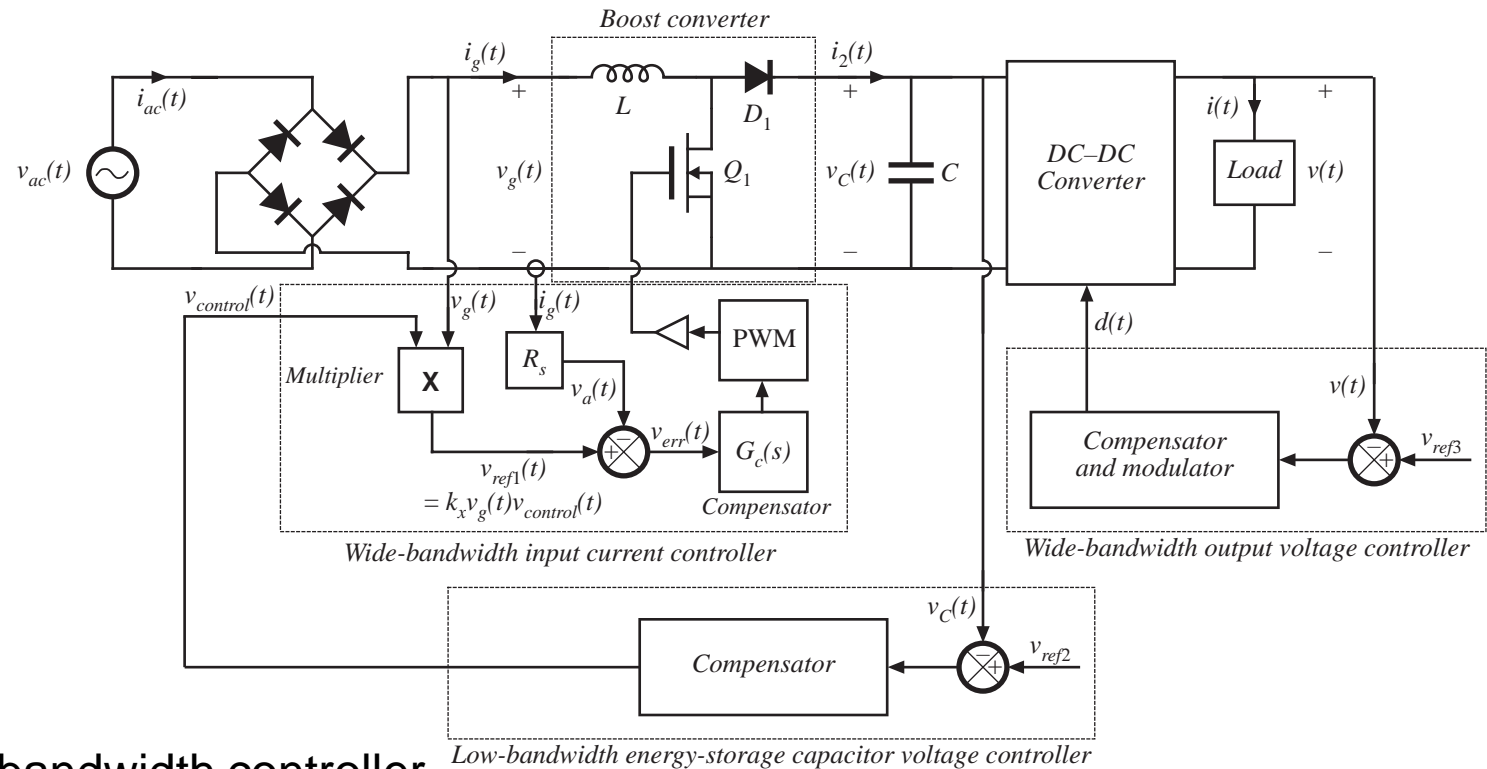 Boost converter
i_g(t)
i_2(t)
i_ac(t)
+
L
D_1
+
i(t)
+
v_ac(t)
v_g(t)
Q_1
v_C(t)
C
DC–DC
Converter
Load
v(t)
–
–
–
v_control(t)
v_g(t)
i_g(t)
d(t)
Multiplier
X
R_s
PWM
v_a(t)
v(t)
–
+
v_err(t)
G_c(s)
v_ref1(t)
= k_x v_g(t)v_control(t)
Compensator
Compensator
and modulator
–
+
v_ref3
Wide-bandwidth input current controller
Wide-bandwidth output voltage controller
v_C(t)
Compensator
–
+
v_ref2
Low-bandwidth energy-storage capacitor voltage controller
bandwidth controller